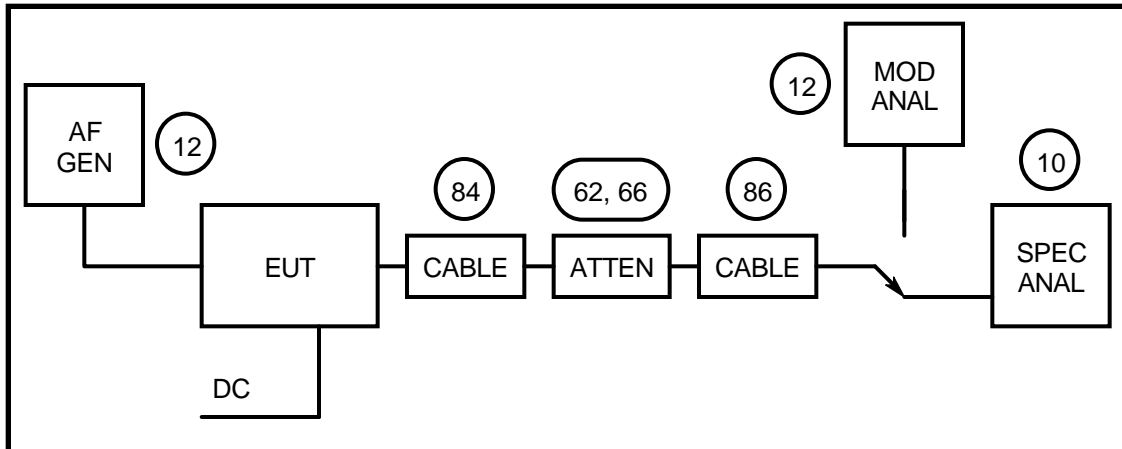 AF
GEN
12
EUT
DC
84
CABLE
62, 66
ATTEN
86
CABLE
12
MOD
ANAL
10
SPEC
ANAL